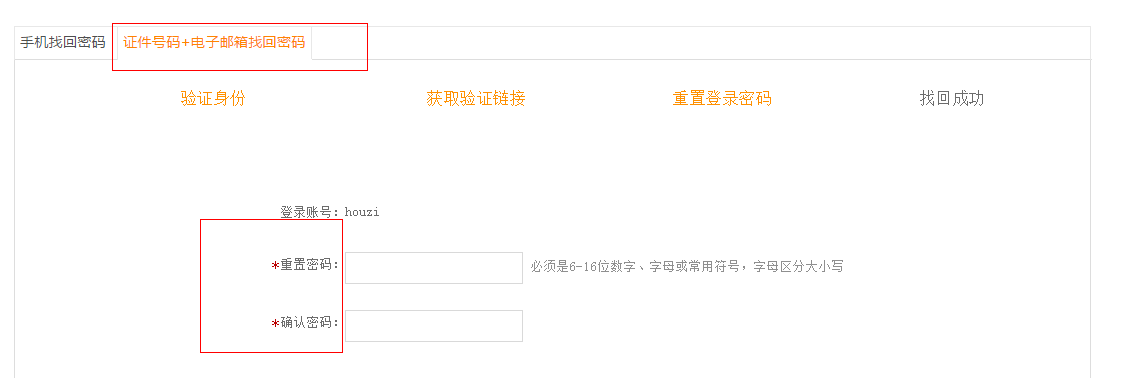 手机找回密码 证件号码+电子邮箱找回密码
验证身份 获取验证链接 重置登录密码 找回成功
登录账号：houzi
*重置密码： 必须是6-16位数字、字母或常用符号，字母区分大小写
*确认密码：